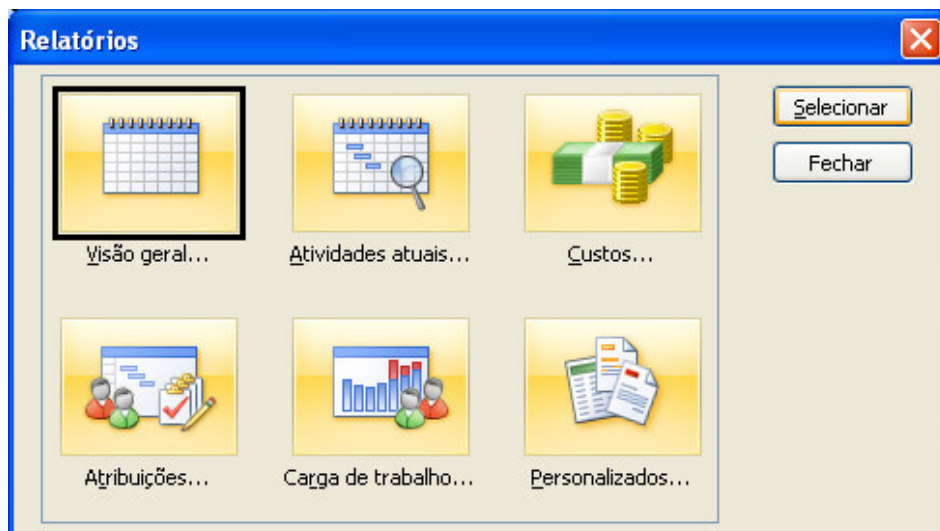 Relatórios
Selecionar
Fechar
Visão geral...
Atividades atuais...
Custos...
Atribuições...
Carga de trabalho...
Personalizados...